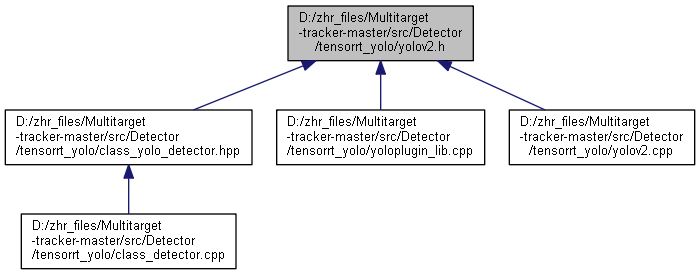 D:/zhr_files/Multitarget
-tracker-master/src/Detector
/tensorrt_yolo/yolov2.h
D:/zhr_files/Multitarget
-tracker-master/src/Detector
/tensorrt_yolo/class_yolo_detector.hpp
D:/zhr_files/Multitarget
-tracker-master/src/Detector
/tensorrt_yolo/yoloplugin_lib.cpp
D:/zhr_files/Multitarget
-tracker-master/src/Detector
/tensorrt_yolo/yolov2.cpp
D:/zhr_files/Multitarget
-tracker-master/src/Detector
/tensorrt_yolo/class_detector.cpp